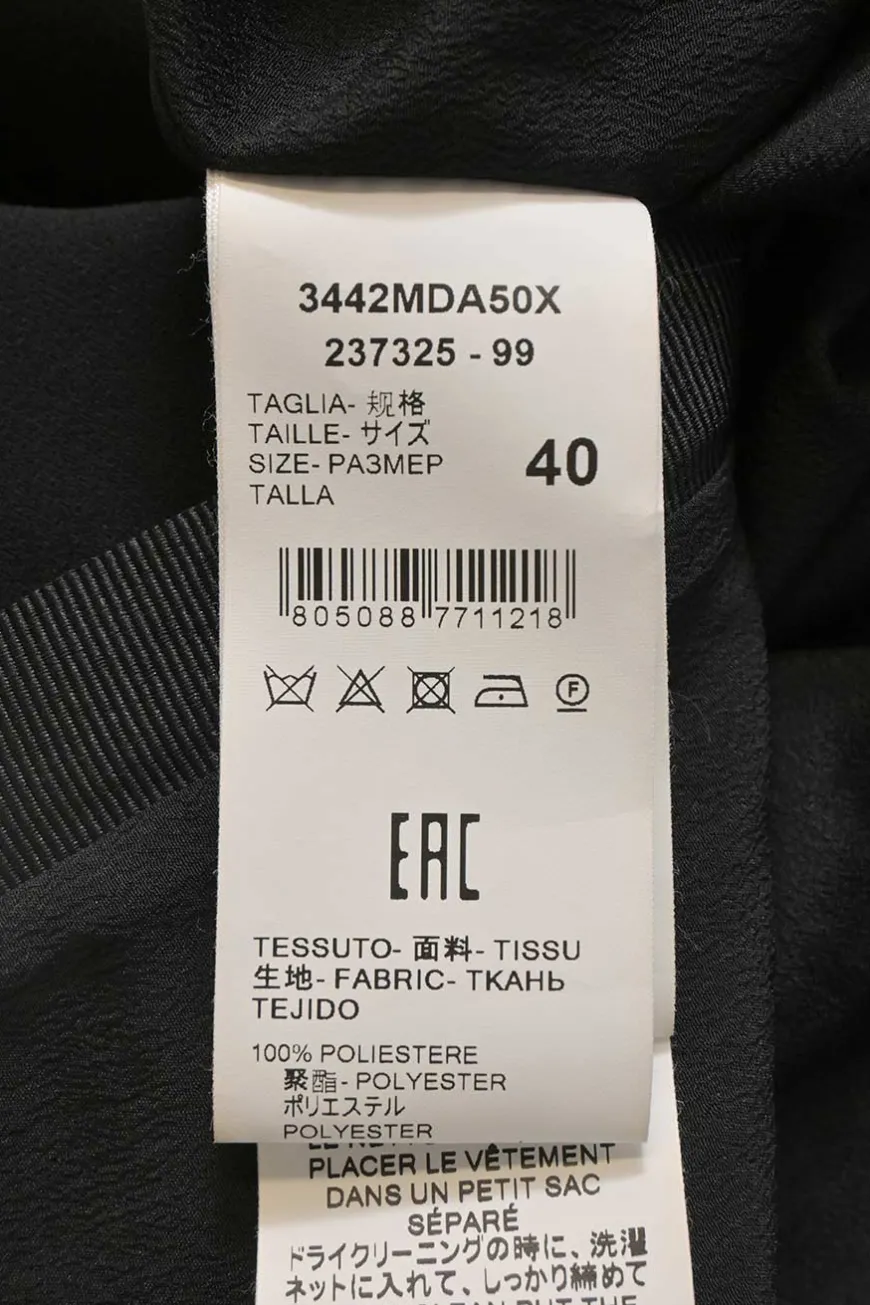 3442MDA50X
237325 - 99
TAGLIA- 规格
TAILLE- サイズ
SIZE- РАЗМЕР
TALLA
40
805088 7711218
F
EAC
TESSUTO- 面料- TISSU
生地- FABRIC- ТКАНЬ
TEJIDO
100% POLIESTERE
聚酯- POLYESTER
ポリエステル
POLYESTER
PLACER LE VÊTEMENT
DANS UN PETIT SAC
SÉPARÉ
ドライクリーニングの時に、洗濯
ネットに入れて、しっかり締めて